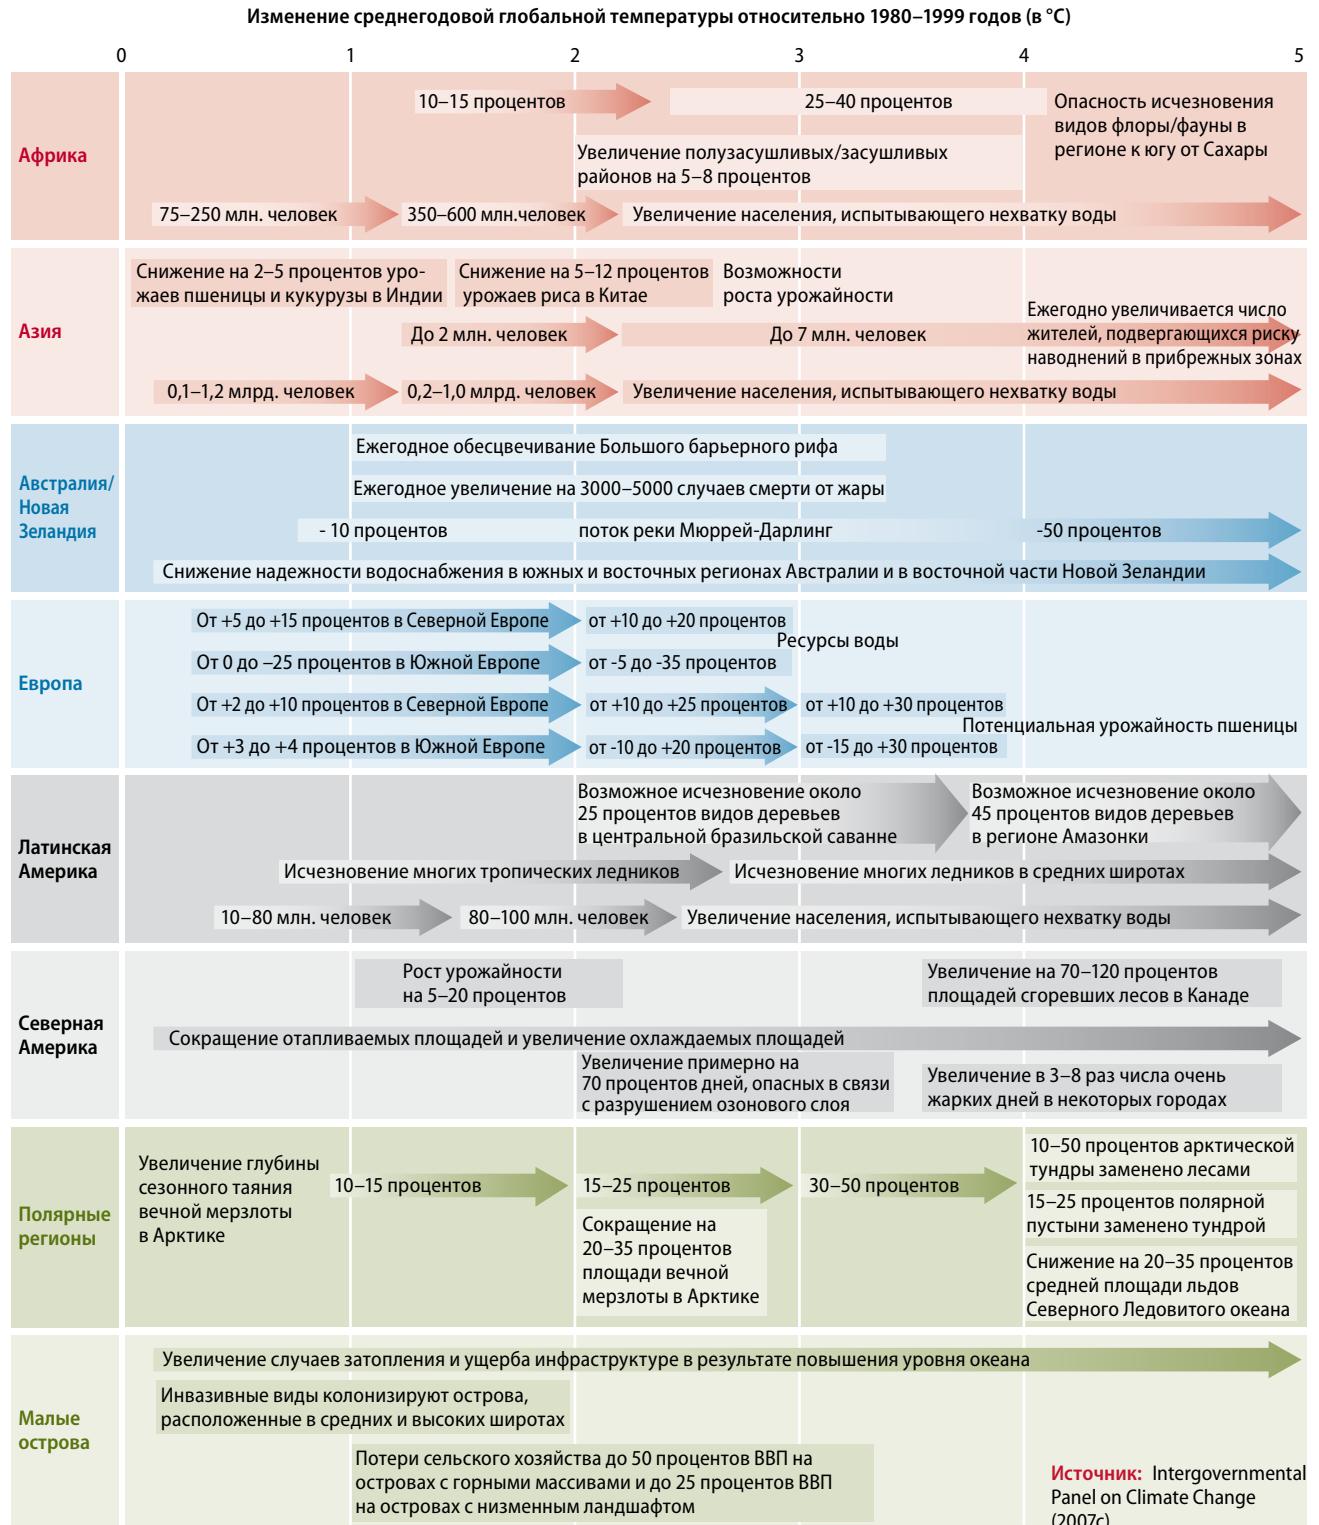 Изменение среднегодовой глобальной температуры относительно 1980–1999 годов (в °C)
0 1 2 3 4 5
Африка
10–15 процентов
25–40 процентов
Опасность исчезновения
видов флоры/фауны в
регионе к югу от Сахары
Увеличение полузасушливых/засушливых
районов на 5–8 процентов
75–250 млн. человек
350–600 млн.человек
Увеличение населения, испытывающего нехватку воды
Азия
Снижение на 2–5 процентов уро-
жаев пшеницы и кукурузы в Индии
Снижение на 5–12 процентов
урожаев риса в Китае
Возможности
роста урожайности
До 2 млн. человек
До 7 млн. человек
Ежегодно увеличивается число
жителей, подвергающихся риску
наводнений в прибрежных зонах
0,1–1,2 млрд. человек
0,2–1,0 млрд. человек
Увеличение населения, испытывающего нехватку воды
Австралия/
Новая
Зеландия
Ежегодное обесцвечивание Большого барьерного рифа
Ежегодное увеличение на 3000–5000 случаев смерти от жары
- 10 процентов
поток реки Мюррей-Дарлинг
-50 процентов
Снижение надежности водоснабжения в южных и восточных регионах Австралии и в восточной части Новой Зеландии
Европа
От +5 до +15 процентов в Северной Европе
от +10 до +20 процентов
Ресурсы воды
От 0 до –25 процентов в Южной Европе
от -5 до -35 процентов
От +2 до +10 процентов в Северной Европе
от +10 до +25 процентов
от +10 до +30 процентов
Потенциальная урожайность пшеницы
От +3 до +4 процентов в Южной Европе
от -10 до +20 процентов
от -15 до +30 процентов
Латинская
Америка
Возможное исчезновение около
25 процентов видов деревьев
в центральной бразильской саванне
Возможное исчезновение около
45 процентов видов деревьев
в регионе Амазонки
Исчезновение многих тропических ледников
Исчезновение многих ледников в средних широтах
10–80 млн. человек
80–100 млн. человек
Увеличение населения, испытывающего нехватку воды
Северная
Америка
Рост урожайности
на 5–20 процентов
Увеличение на 70–120 процентов
площадей сгоревших лесов в Канаде
Сокращение отапливаемых площадей и увеличение охлаждаемых площадей
Увеличение примерно на
70 процентов дней, опасных в связи
с разрушением озонового слоя
Увеличение в 3–8 раз числа очень
жарких дней в некоторых городах
Полярные
регионы
Увеличение глубины
сезонного таяния
вечной мерзлоты
в Арктике
10–15 процентов
15–25 процентов
30–50 процентов
Сокращение на
20–35 процентов
площади вечной
мерзлоты в Арктике
10–50 процентов арктической
тундры заменено лесами
15–25 процентов полярной
пустыни заменено тундрой
Снижение на 20–35 процентов
средней площади льдов
Северного Ледовитого океана
Малые
острова
Увеличение случаев затопления и ущерба инфраструктуре в результате повышения уровня океана
Инвазивные виды колонизируют острова,
расположенные в средних и высоких широтах
Потери сельского хозяйства до 50 процентов ВВП на
островах с горными массивами и до 25 процентов ВВП
на островах с низменным ландшафтом
Источник: Intergovernmental
Panel on Climate Change
(2007c)